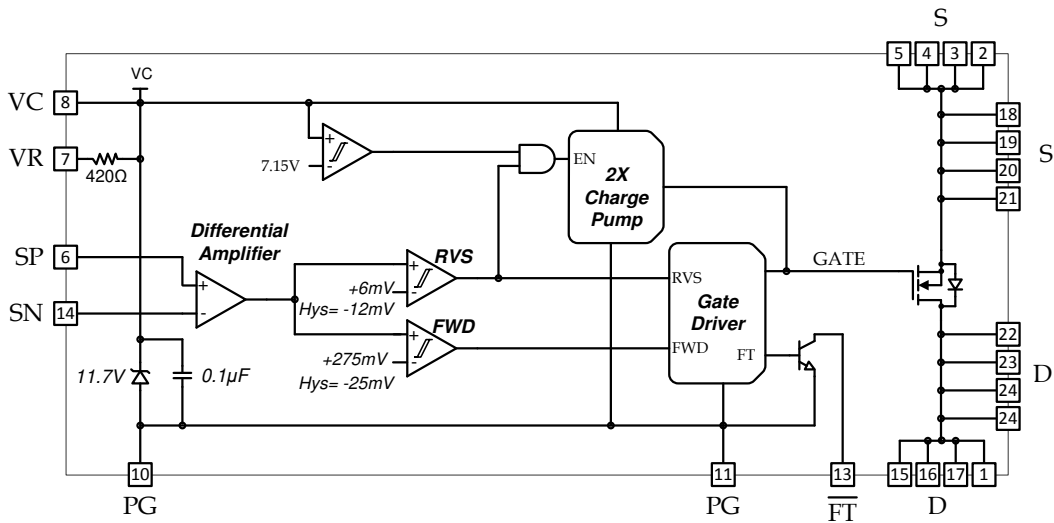 S
5 4 3 2
VC
VC 8
VR 7
420Ω
+
-
7.15V
EN
2X
Charge
Pump
18
19
S
20
21
Differential
Amplifier
SP 6
+
-
SN 14
+
-
RVS
+6mV
Hys= -12mV
RVS
GATE
Gate
Driver
+
-
FWD
+275mV
Hys= -25mV
FWD
FT
11.7V
0.1µF
22
23
D
24
24
10
PG
11
PG
13
FT
15 16 17 1
D